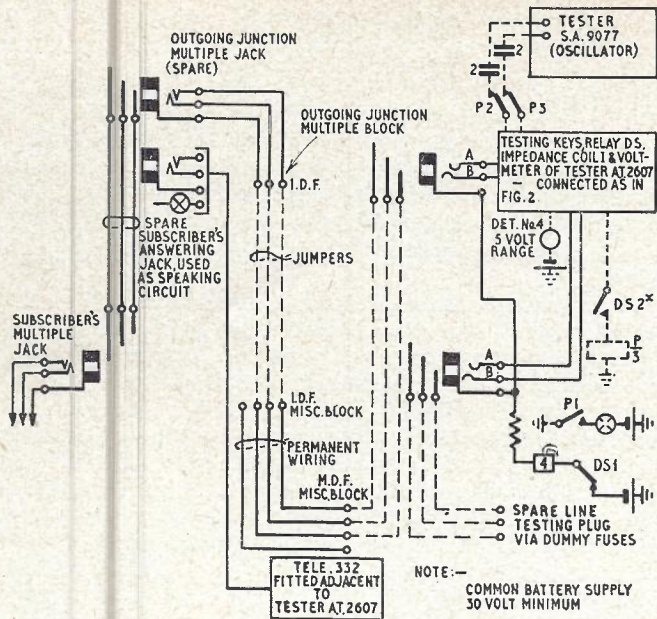 OUTGOING JUNCTION
MULTIPLE JACK
(SPARE)
TESTER
S.A. 9077
(OSCILLATOR)
2
2
P2
P3
OUTGOING JUNCTION
MULTIPLE BLOCK
I.D.F.
A
B
TESTING KEYS, RELAY DS,
IMPEDANCE COIL I & VOLT-
METER OF TESTER AT 2607
— CONNECTED AS IN
FIG. 2
SPARE
SUBSCRIBER'S
ANSWERING
JACK, USED
AS SPEAKING
CIRCUIT
JUMPERS
DET. No. 4
5 VOLT
RANGE
DS2 x
P
3
SUBSCRIBER'S
MULTIPLE
JACK
A
B
I.D.F.
MISC. BLOCK
P1
PERMANENT
WIRING
4
DS1
M.D.F.
MISC. BLOCK
SPARE LINE
TESTING PLUG
VIA DUMMY FUSES
TELE. 332
FITTED ADJACENT
TO
TESTER AT. 2607
NOTE:—
COMMON BATTERY SUPPLY
30 VOLT MINIMUM